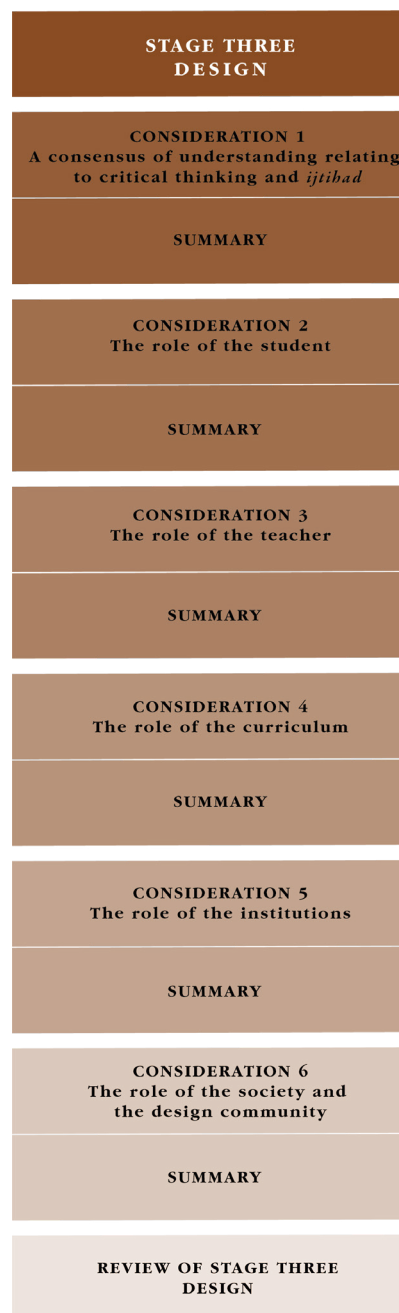 STAGE THREE
DESIGN
CONSIDERATION 1
A consensus of understanding relating
to critical thinking and ijtihad
SUMMARY
CONSIDERATION 2
The role of the student
SUMMARY
CONSIDERATION 3
The role of the teacher
SUMMARY
CONSIDERATION 4
The role of the curriculum
SUMMARY
CONSIDERATION 5
The role of the institutions
SUMMARY
CONSIDERATION 6
The role of the society and
the design community
SUMMARY
REVIEW OF STAGE THREE
DESIGN